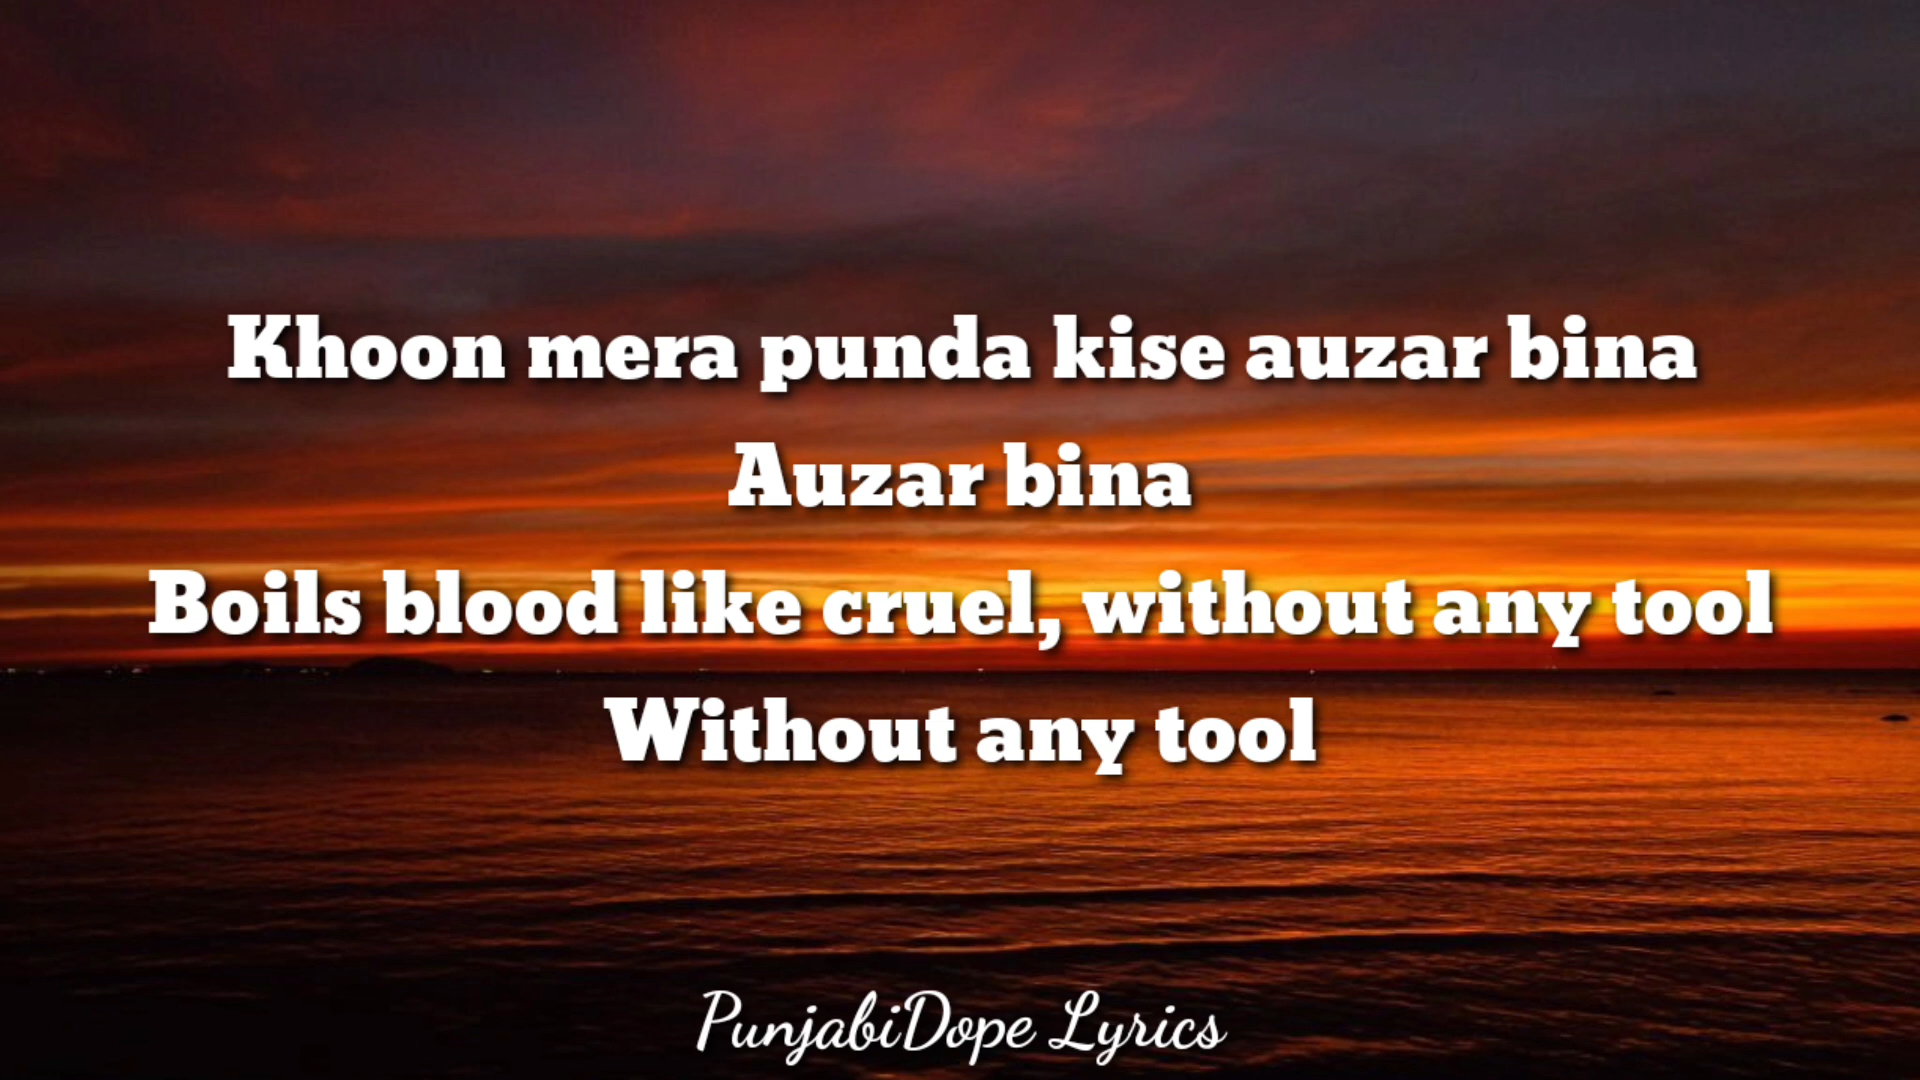 Khoon mera punda kise auzar bina
Auzar bina
Boils blood like cruel, without any tool
Without any tool
PunjabiDope Lyrics